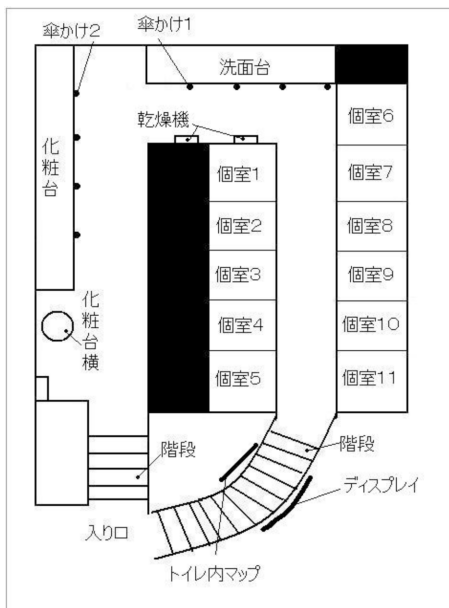 傘かけ2
傘かけ1
洗面台
乾燥機
化粧台
個室1
個室2
個室3
個室4
個室5
個室6
個室7
個室8
個室9
個室10
個室11
化粧台横
階段
階段
ディスプレイ
入り口
トイレ内マップ